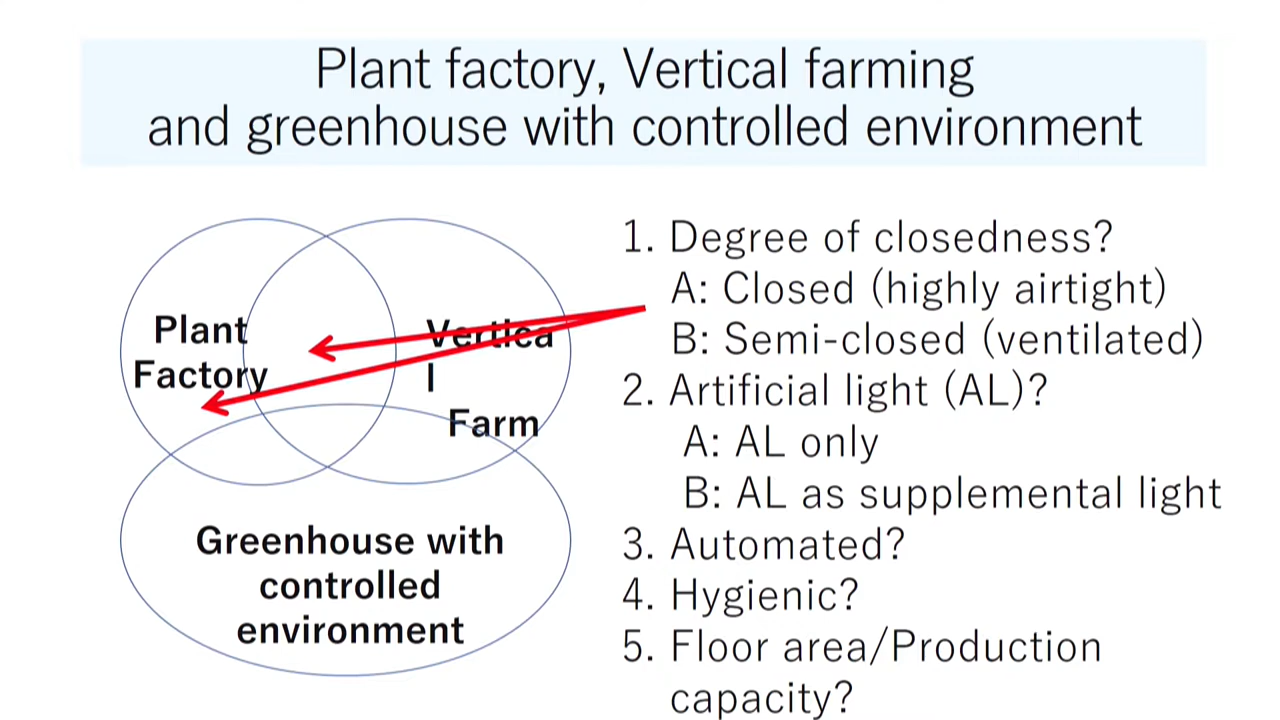 Plant factory, Vertical farming
and greenhouse with controlled environment
Plant
Factory
Vertica
l
Farm
Greenhouse with
controlled
environment
1. Degree of closedness?
A: Closed (highly airtight)
B: Semi-closed (ventilated)
2. Artificial light (AL)?
A: AL only
B: AL as supplemental light
3. Automated?
4. Hygienic?
5. Floor area/Production
capacity?